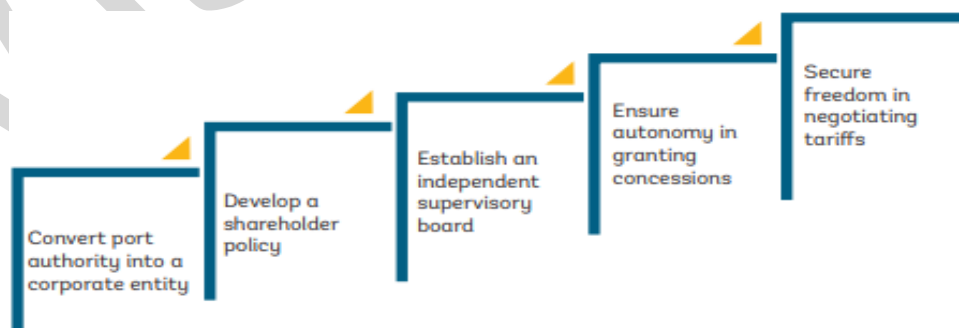 Convert port
authority into a
corporate entity
Develop a
shareholder
policy
Establish an
independent
supervisory
board
Ensure
autonomy in
granting
concessions
Secure
freedom in
negotiating
tariffs